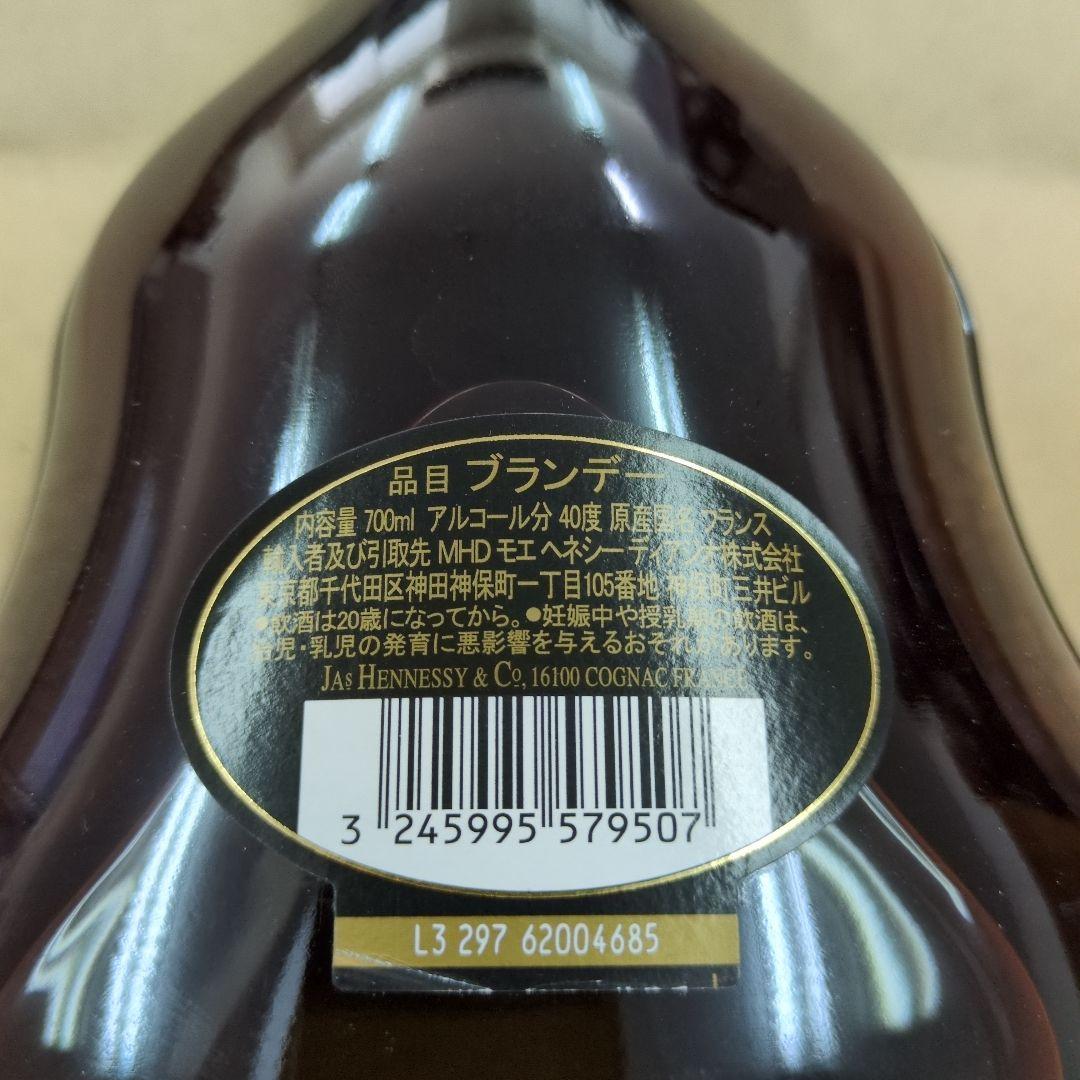 品目 ブランデー
内容量 700ml アルコール分 40度 原産国名 フランス
輸入者及び引取先 MHD モエ ヘネシー ディアジオ株式会社
東京都千代田区神田神保町一丁目105番地 神保町三井ビル
●飲酒は20歳になってから。●妊娠中や授乳期の飲酒は、
胎児・乳児の発育に悪影響を与えるおそれがあります。
JAS HENNESSY & CO, 16100 COGNAC FRANCE
3 245995 579507
L3 297 62004685